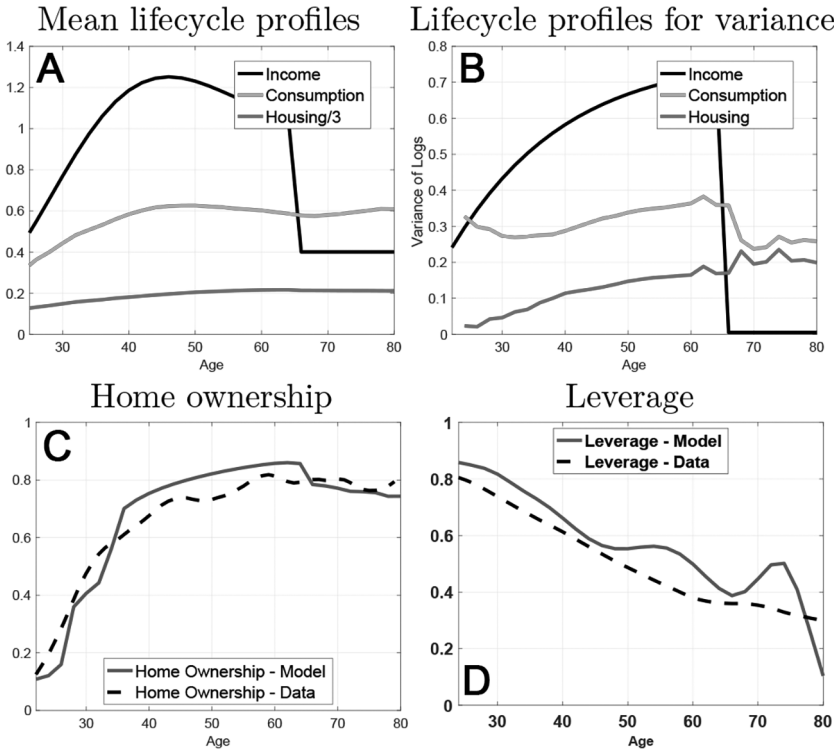 Mean lifecycle profiles
A
Income
Consumption
Housing/3
1.4
1.2
1
0.8
0.6
0.4
0.2
0
30 40 50 60 70 80
Age
Lifecycle profiles for variance
B
Income
Consumption
Housing
Variance of Logs
0.8
0.7
0.6
0.5
0.4
0.3
0.2
0.1
0
30 40 50 60 70 80
Age
Home ownership
C
1
0.8
0.6
0.4
0.2
0
Home Ownership - Model
Home Ownership - Data
30 40 50 60 70 80
Age
Leverage
Leverage - Model
Leverage - Data
1
0.8
0.6
0.4
0.2
0
D
30 40 50 60 70 80
Age